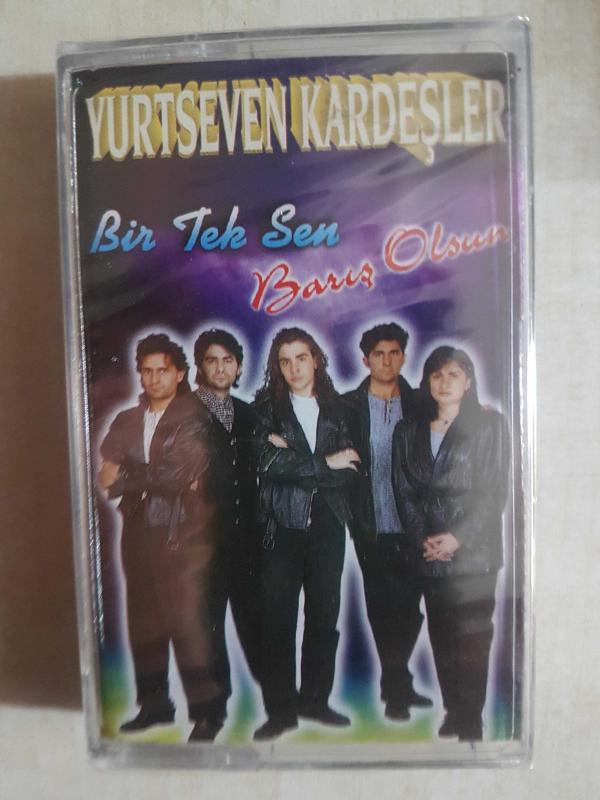 YURTSEVEN KARDEŞLER
Bir Tek Sen
Barış Olsun